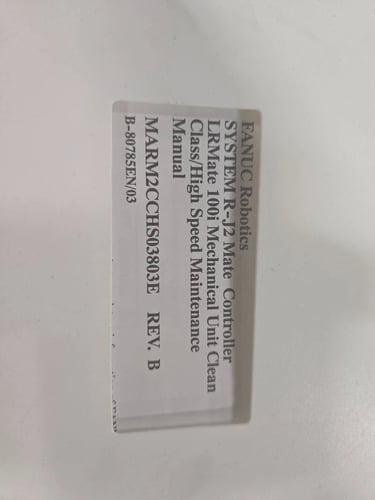 FANUC Robotics
SYSTEM R-J2 Mate Controller
LRMate 100i Mechanical Unit Clean
Class/High Speed Maintenance
Manual
MARM2CCHS03803E REV. B
B-80785EN/03